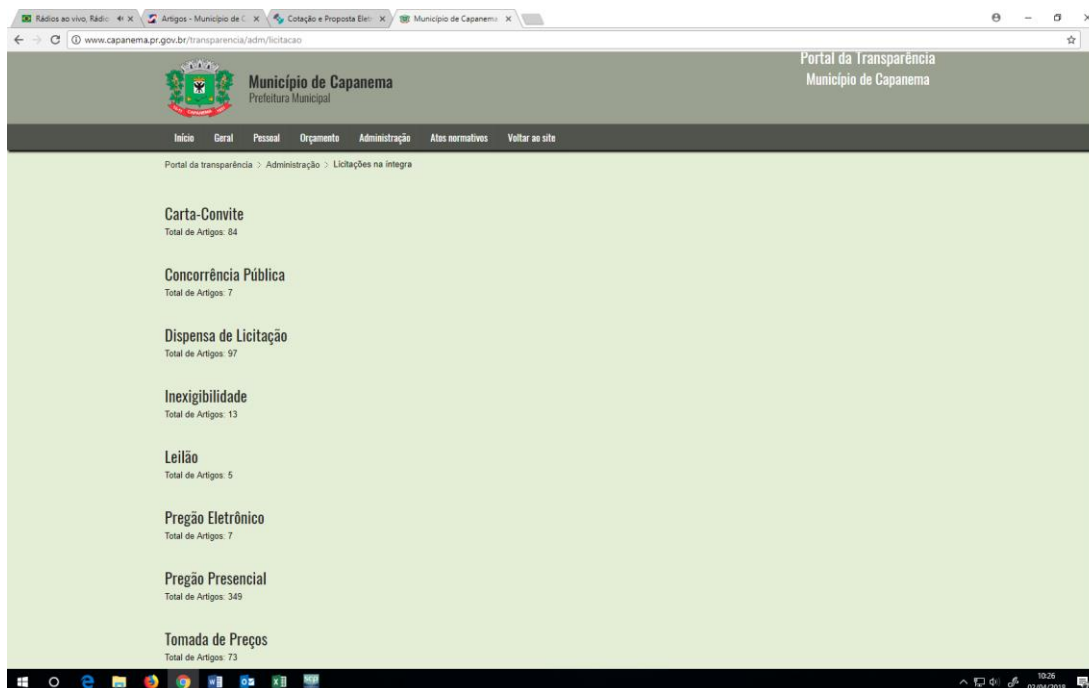 Rádios ao vivo, Rádio
Artigos - Município de C
Cotação e Proposta Eletr
Município de Capanema
www.capanema.pr.gov.br/transparencia/adm/licitacao
Portal da Transparência
Município de Capanema
Município de Capanema
Prefeitura Municipal
Início Geral Pessoal Orçamento Administração Atos normativos Voltar ao site
Portal da transparência > Administração > Licitações na integra
Carta-Convite
Total de Artigos: 84
Concorrência Pública
Total de Artigos: 7
Dispensa de Licitação
Total de Artigos: 97
Inexigibilidade
Total de Artigos: 13
Leilão
Total de Artigos: 5
Pregão Eletrônico
Total de Artigos: 7
Pregão Presencial
Total de Artigos: 349
Tomada de Preços
Total de Artigos: 73
10:26
02/04/2018